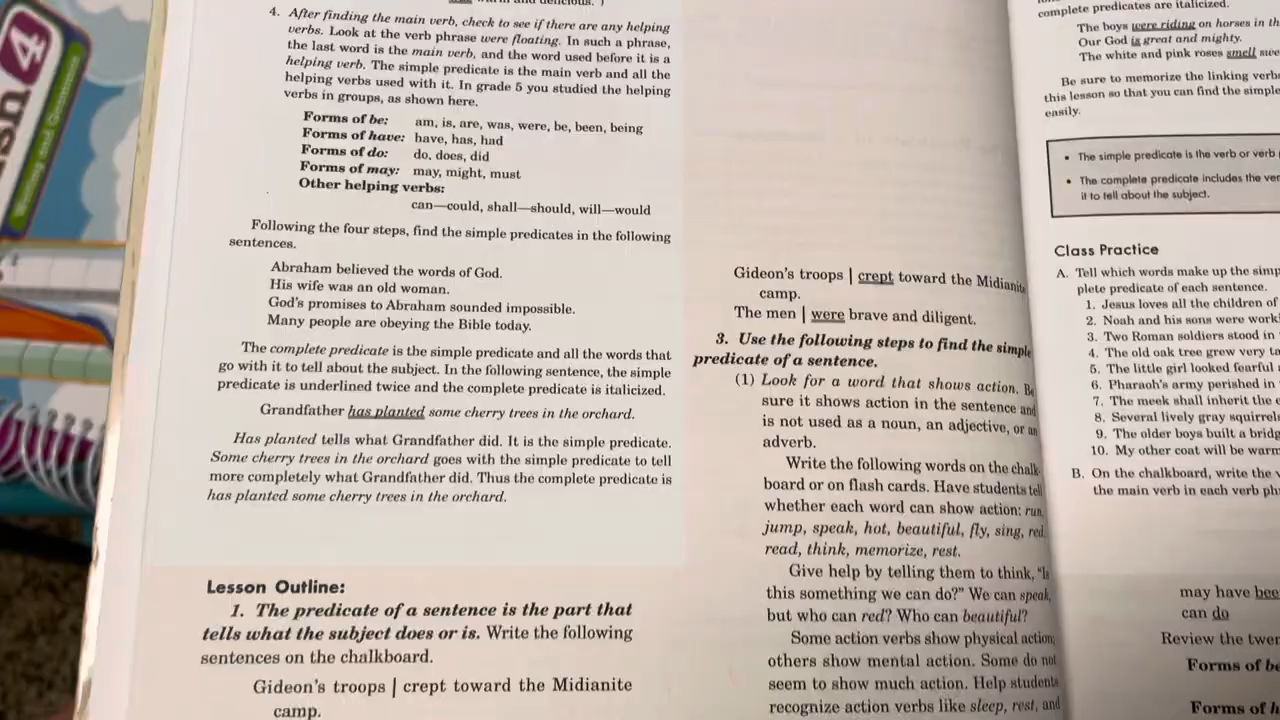 4. After finding the main verb, check to see if there are any helping
verbs. Look at the verb phrase were floating. In such a phrase,
the last word is the main verb, and the word used before it is a
helping verb. The simple predicate is the main verb and all the
helping verbs used with it. In grade 5 you studied the helping
verbs in groups, as shown here.
Forms of be: am, is, are, was, were, be, been, being
Forms of have: have, has, had
Forms of do: do, does, did
Forms of may: may, might, must
Other helping verbs:
can—could, shall—should, will—would
Following the four steps, find the simple predicates in the following
sentences.
Abraham believed the words of God.
His wife was an old woman.
God's promises to Abraham sounded impossible.
Many people are obeying the Bible today.
The complete predicate is the simple predicate and all the words that
go with it to tell about the subject. In the following sentence, the simple
predicate is underlined twice and the complete predicate is italicized.
Grandfather has planted some cherry trees in the orchard.
Has planted tells what Grandfather did. It is the simple predicate.
Some cherry trees in the orchard goes with the simple predicate to tell
more completely what Grandfather did. Thus the complete predicate is
has planted some cherry trees in the orchard.
Lesson Outline:
1. The predicate of a sentence is the part that
tells what the subject does or is. Write the following
sentences on the chalkboard.
Gideon's troops | crept toward the Midianite
camp.
Gideon's troops | crept toward the Midianite
camp.
The men | were brave and diligent.
3. Use the following steps to find the simple
predicate of a sentence.
(1) Look for a word that shows action. Be
sure it shows action in the sentence and
is not used as a noun, an adjective, or an
adverb.
Write the following words on the chalk-
board or on flash cards. Have students tell
whether each word can show action: run,
jump, speak, hot, beautiful, fly, sing, red,
read, think, memorize, rest.
Give help by telling them to think, "Is
this something we can do?" We can speak,
but who can red? Who can beautiful?
Some action verbs show physical action;
others show mental action. Some do not
seem to show much action. Help students
recognize action verbs like sleep, rest, and
complete predicates are italicized.
The boys were riding on horses in th
Our God is great and mighty.
The white and pink roses smell swe
Be sure to memorize the linking verb
this lesson so that you can find the simple
easily.
• The simple predicate is the verb or verb
• The complete predicate includes the ver
it to tell about the subject.
Class Practice
A. Tell which words make up the simp
plete predicate of each sentence.
1. Jesus loves all the children of
2. Noah and his sons were work
3. Two Roman soldiers stood in
4. The old oak tree grew very ta
5. The little girl looked fearful
6. Pharaoh's army perished in
7. The meek shall inherit the e
8. Several lively gray squirrel
9. The older boys built a bridg
10. My other coat will be warm
B. On the chalkboard, write the
the main verb in each verb ph
may have bee
can do
Review the twen
Forms of be
Forms of h